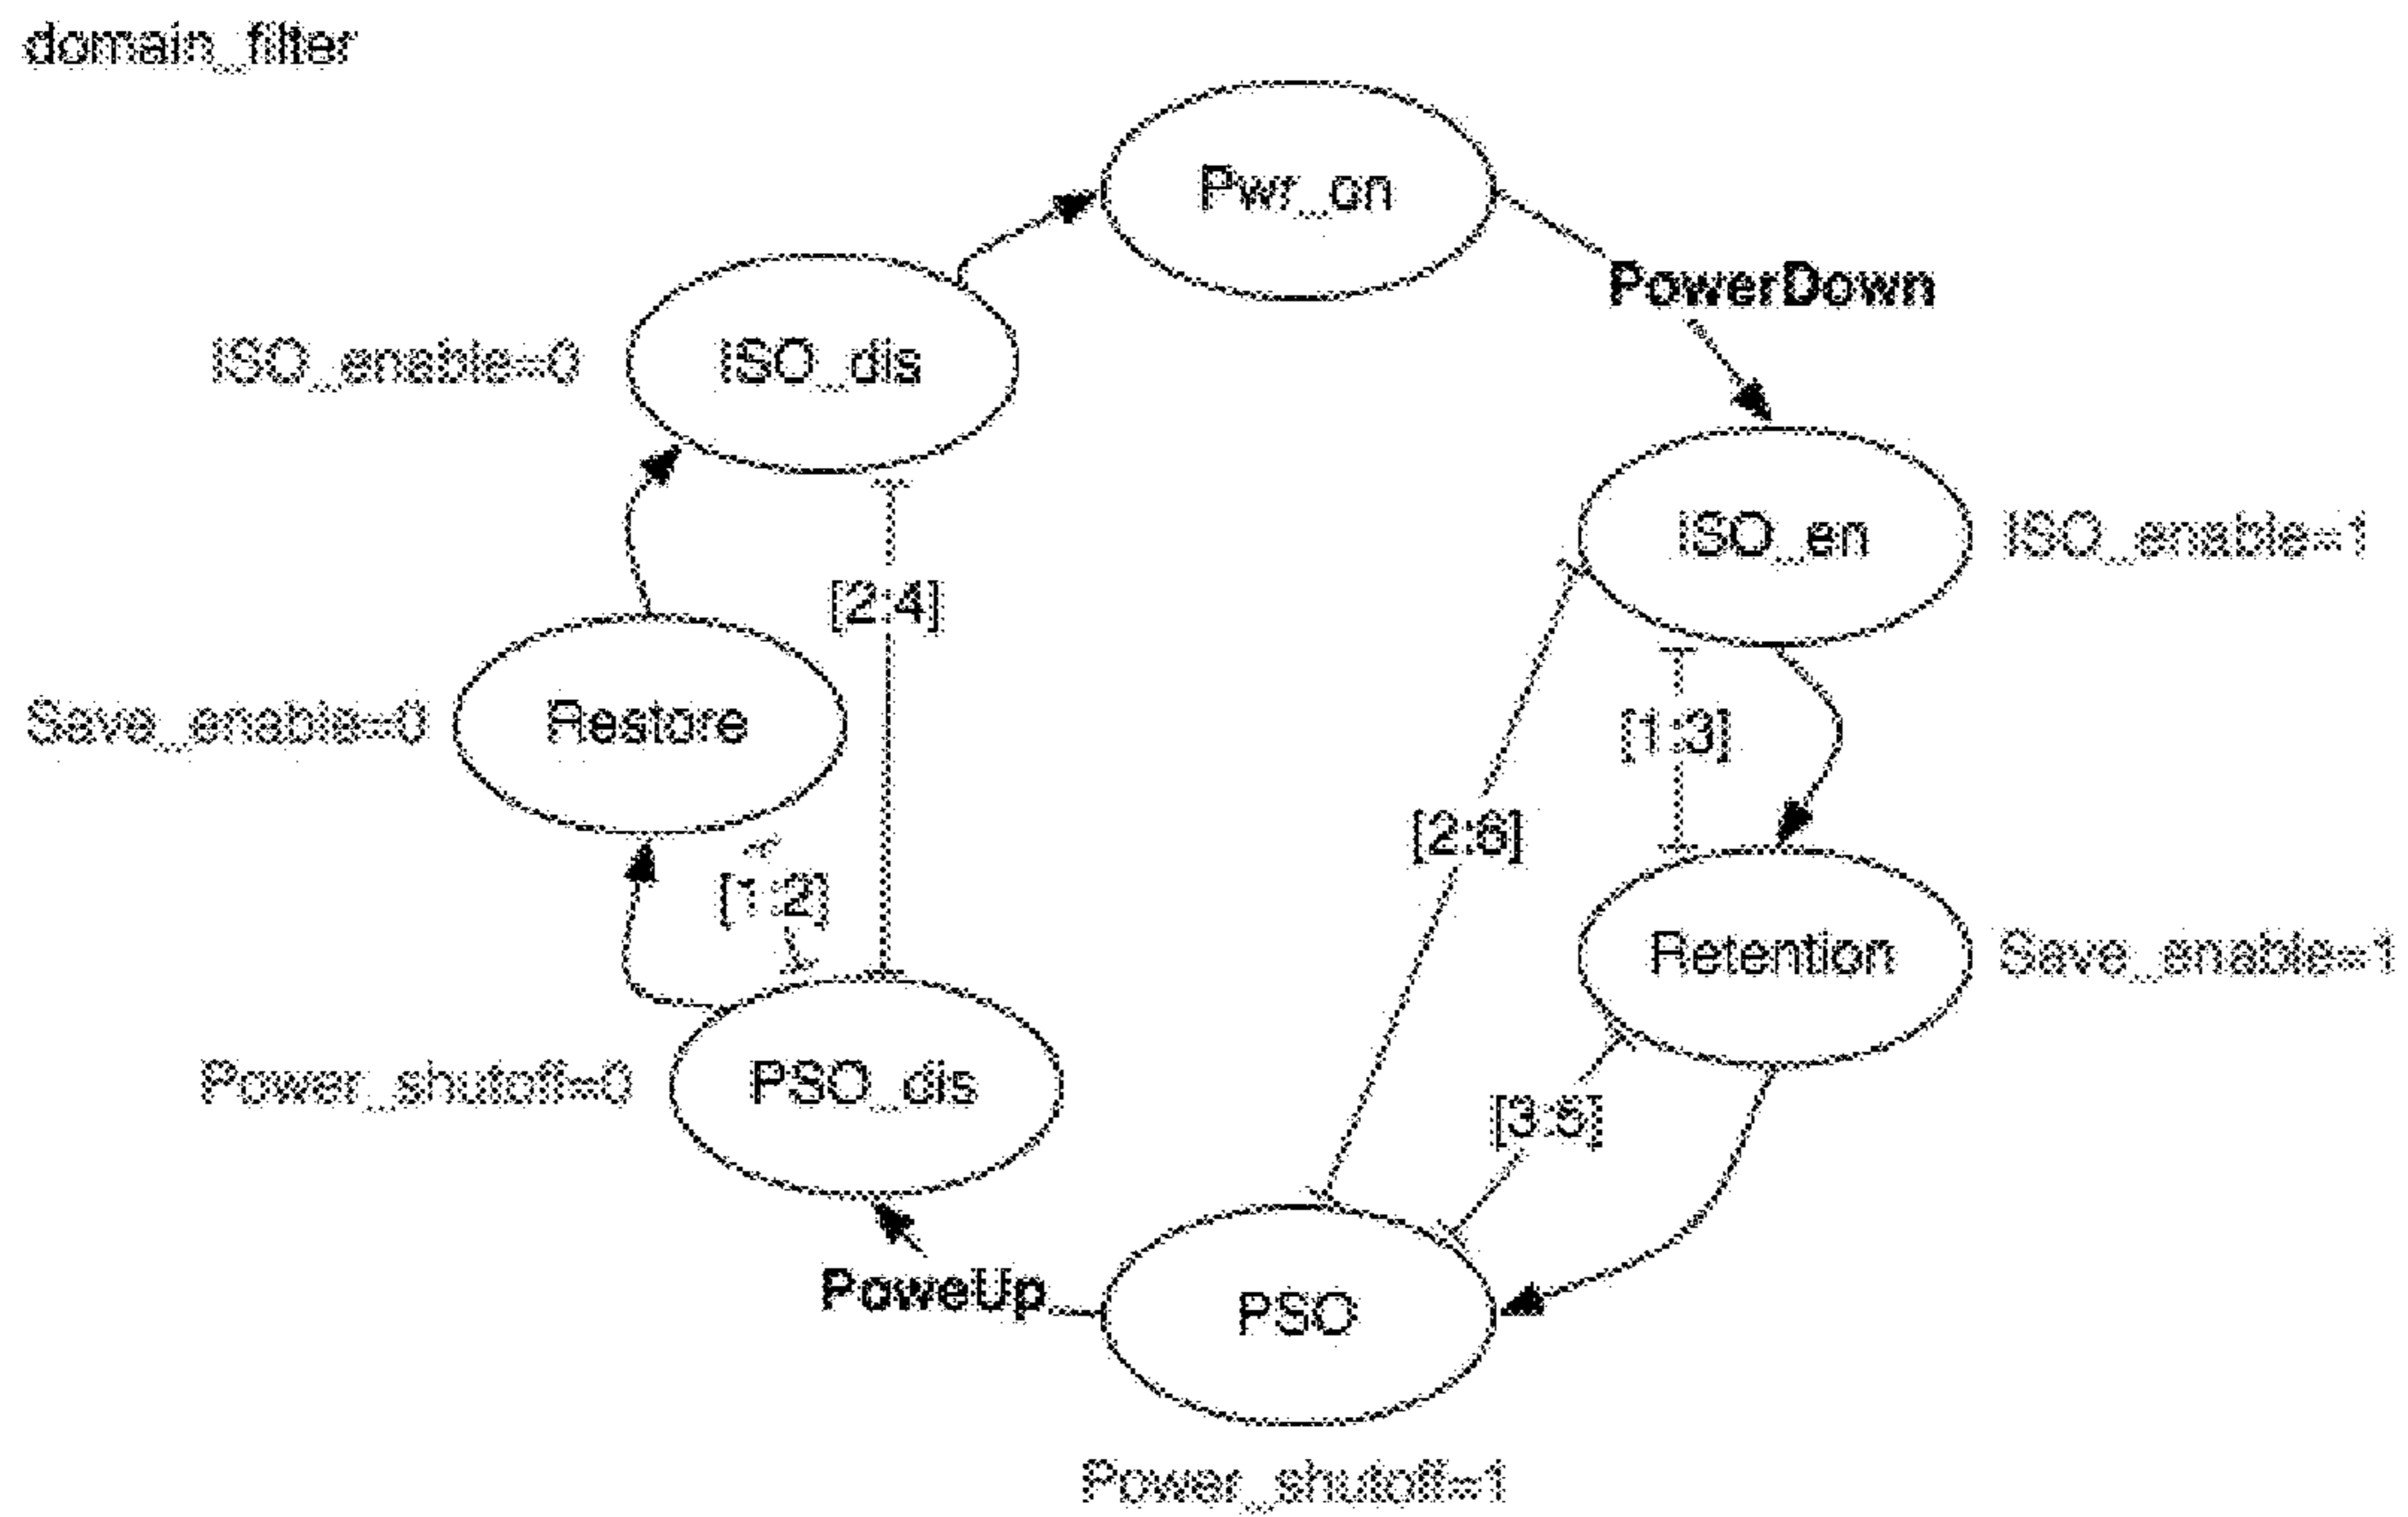 domain_filter
Pwr_on
PowerDown
ISO_enable=0
ISO_dis
ISO_en
ISO_enable=1
[2:4]
Save_enable=0
Restore
[1:3]
[2:6]
[1:2]
Retention
Save_enable=1
Power_shutoff=0
PSO_dis
[3:5]
PoweUp
PSO
Power_shutoff=1